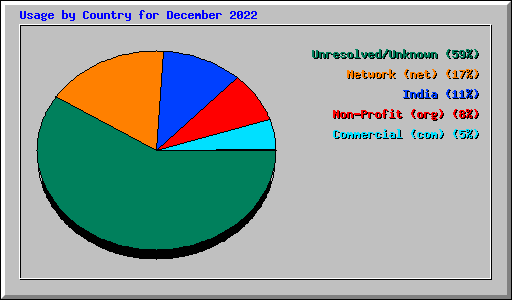 Usage by Country for December 2022
Unresolved/Unknown (59%)
Network (net) (17%)
India (11%)
Non-Profit (org) (8%)
Commercial (com) (5%)